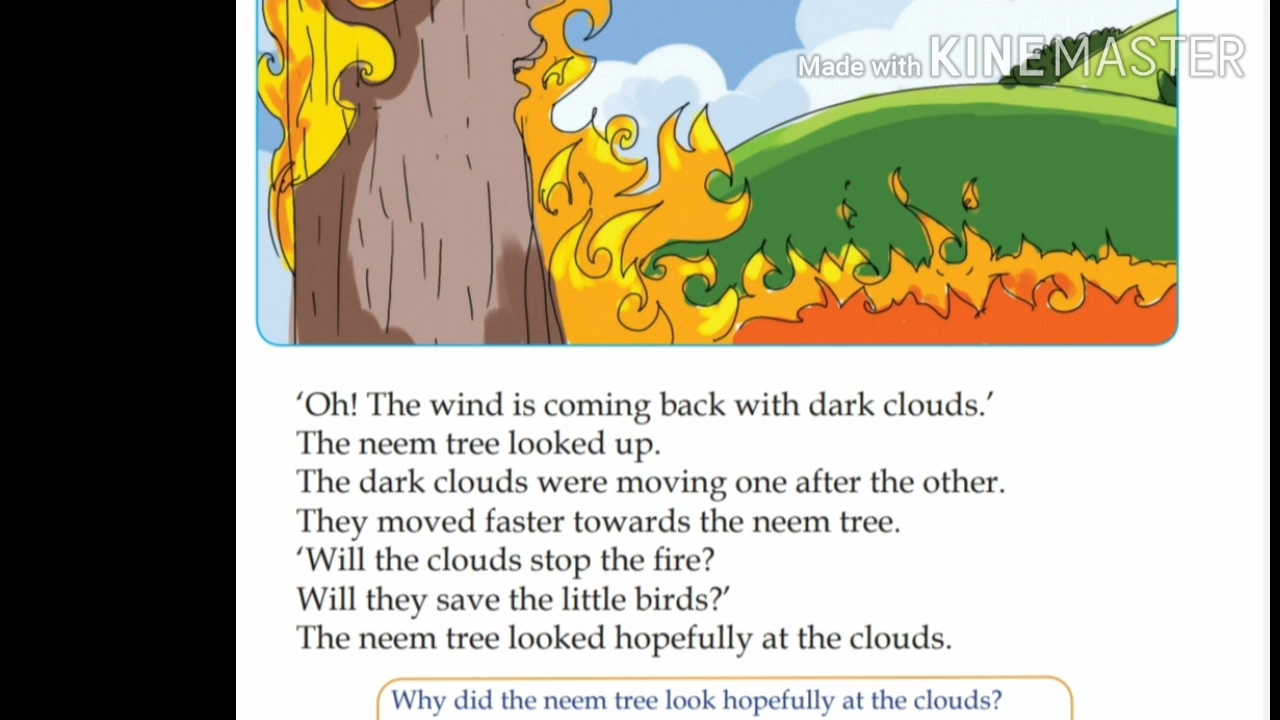 Made with KINEMASTER
‘Oh! The wind is coming back with dark clouds.’
The neem tree looked up.
The dark clouds were moving one after the other.
They moved faster towards the neem tree.
‘Will the clouds stop the fire?
Will they save the little birds?’
The neem tree looked hopefully at the clouds.
Why did the neem tree look hopefully at the clouds?